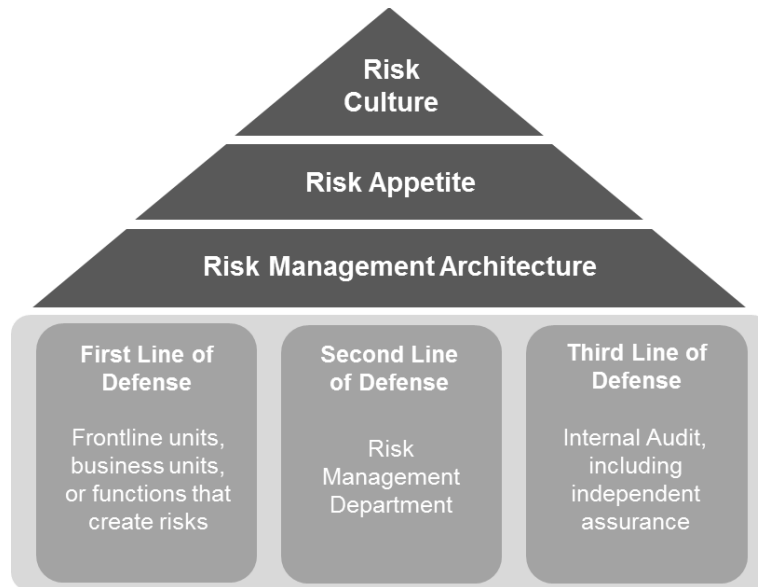 Risk
Culture
Risk Appetite
Risk Management Architecture
First Line of
Defense
Frontline units,
business units,
or functions that
create risks
Second Line
of Defense
Risk
Management
Department
Third Line of
Defense
Internal Audit,
including
independent
assurance